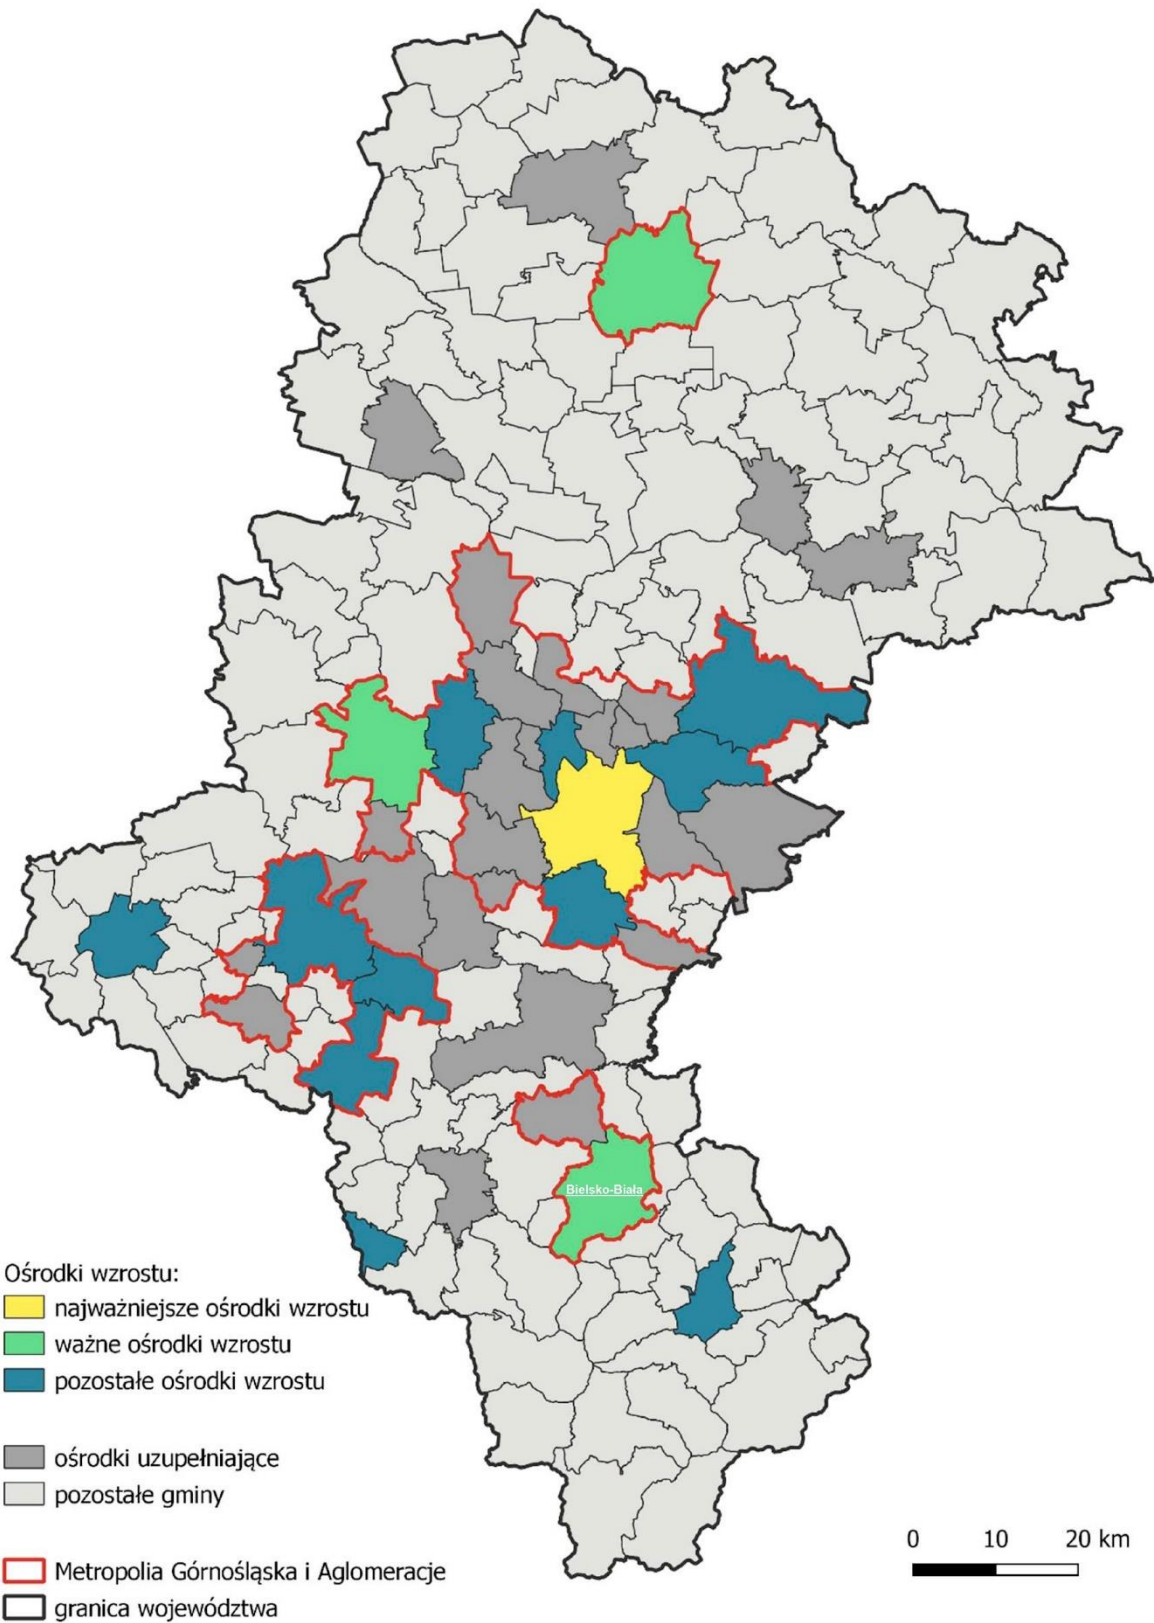 Bielsko-Biała
Ośrodki wzrostu:
najważniejsze ośrodki wzrostu
ważne ośrodki wzrostu
pozostałe ośrodki wzrostu
ośrodki uzupełniające
pozostałe gminy
0 10 20 km
Metropolia Górnośląska i Aglomeracje
granica województwa